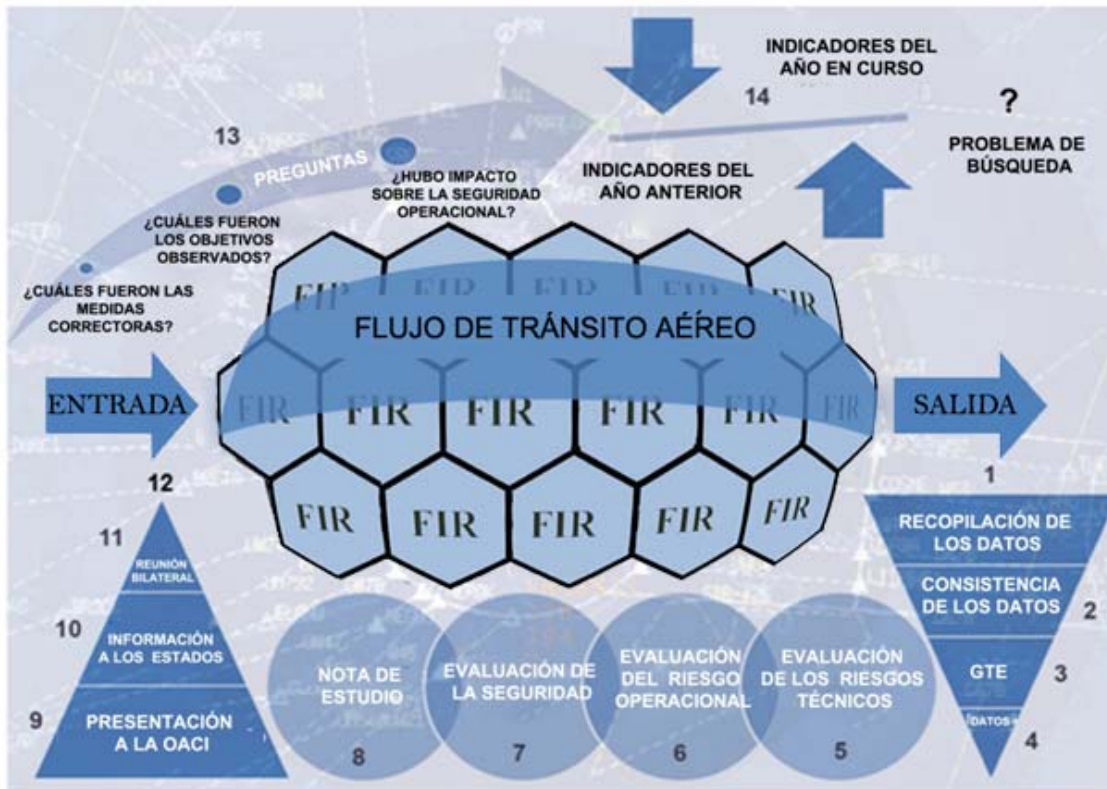 INDICADORES DEL
AÑO EN CURSO
14
?
PROBLEMA DE
BÚSQUEDA
INDICADORES DEL
AÑO ANTERIOR
13
PREGUNTAS
¿HUBO IMPACTO
SOBRE LA SEGURIDAD
OPERACIONAL?
¿CUÁLES FUERON
LOS OBJETIVOS
OBSERVADOS?
¿CUÁLES FUERON LAS
MEDIDAS
CORRECTORAS?
FIR FIR FIR FIR FIR
FLUJO DE TRÁNSITO AÉREO
ENTRADA
FIR FIR FIR FIR FIR FIR
SALIDA
FIR FIR FIR FIR FIR
1
RECOPILACIÓN DE
LOS DATOS
CONSISTENCIA
DE LOS DATOS
2
GTE
3
DATOS
4
EVALUACIÓN
DE LOS RIESGOS
TÉCNICOS
5
EVALUACIÓN
DEL RIESGO
OPERACIONAL
6
EVALUACIÓN DE
LA SEGURIDAD
7
NOTA DE
ESTUDIO
8
12
11
REUNIÓN
BILATERAL
10
INFORMACIÓN
A LOS ESTADOS
9
PRESENTACIÓN
A LA OACI